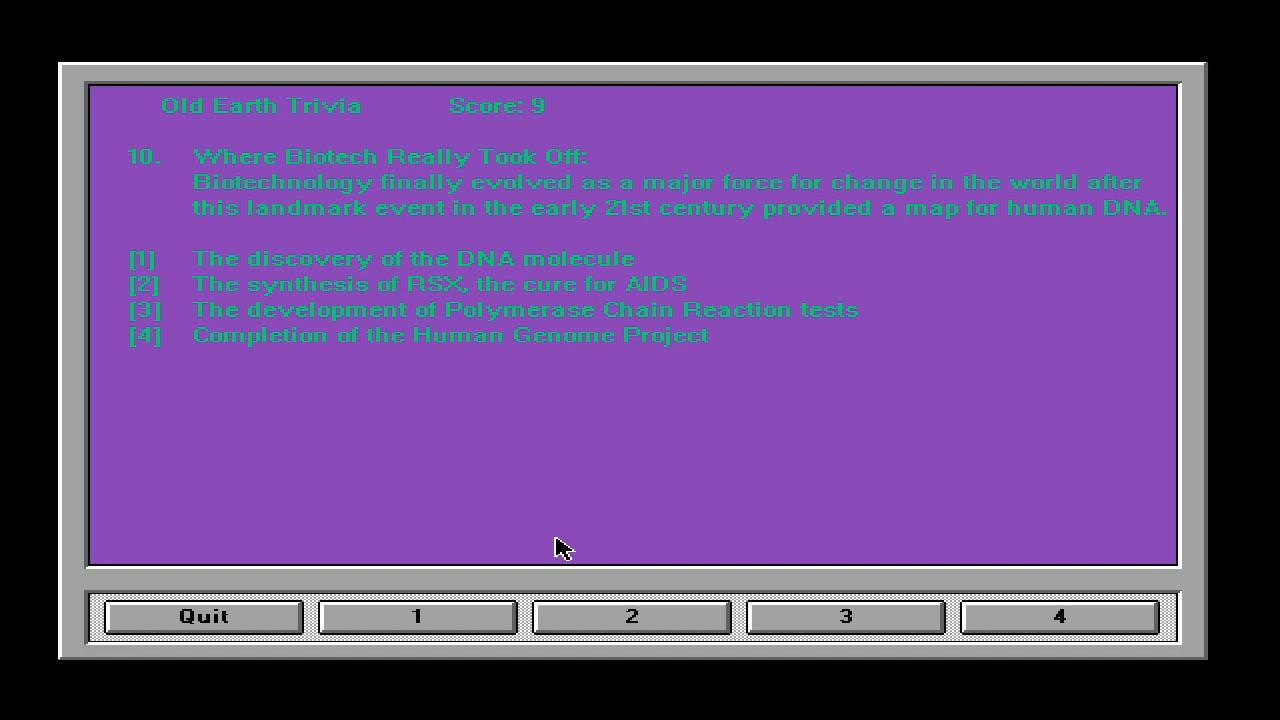 Old Earth Trivia Score: 9
10. Where Biotech Really Took Off:
Biotechnology finally evolved as a major force for change in the world after
this landmark event in the early 21st century provided a map for human DNA.
[1] The discovery of the DNA molecule
[2] The synthesis of RSX, the cure for AIDS
[3] The development of Polymerase Chain Reaction tests
[4] Completion of the Human Genome Project
Quit 1 2 3 4